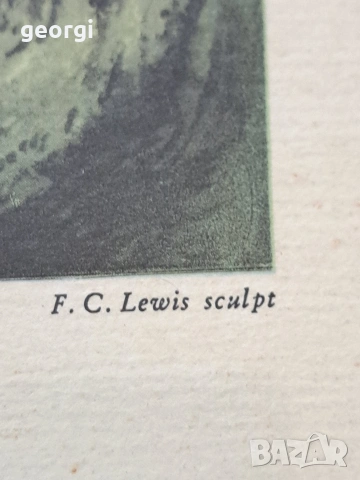 georgi
F. C. Lewis sculpt
BAZAR